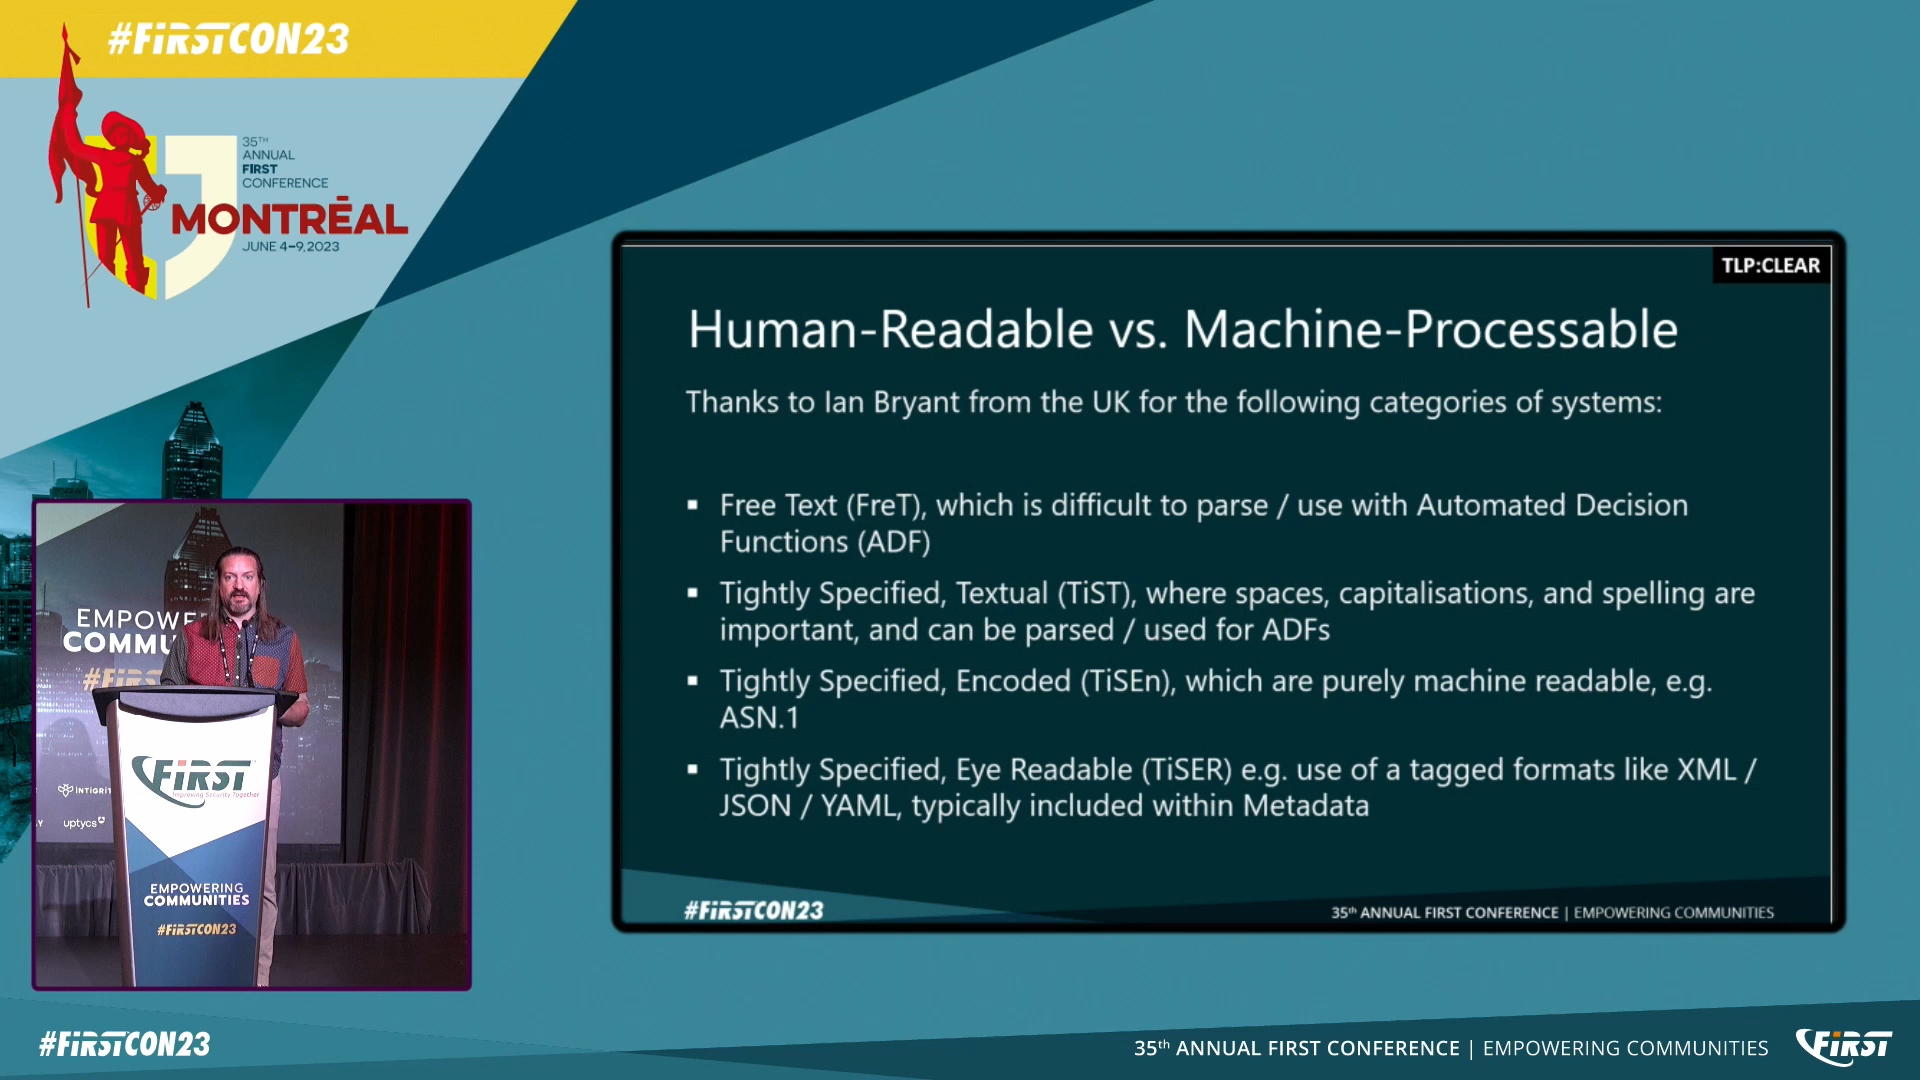 #FiRSTCON23
35TH
ANNUAL
FIRST
CONFERENCE
MONTRĒAL
JUNE 4–9, 2023
TLP:CLEAR
Human-Readable vs. Machine-Processable
Thanks to Ian Bryant from the UK for the following categories of systems:
▪ Free Text (FreT), which is difficult to parse / use with Automated Decision
Functions (ADF)
▪ Tightly Specified, Textual (TiST), where spaces, capitalisations, and spelling are
important, and can be parsed / used for ADFs
▪ Tightly Specified, Encoded (TiSEn), which are purely machine readable, e.g.
ASN.1
▪ Tightly Specified, Eye Readable (TiSER) e.g. use of a tagged formats like XML /
JSON / YAML, typically included within Metadata
#FiRSTCON23
35th ANNUAL FIRST CONFERENCE | EMPOWERING COMMUNITIES
EMPOWE
COMMU
#FiRS
INTIGRIT
uptycs
FiRST
Improving Security Together
EMPOWERING
COMMUNITIES
#FiRSTCON23
#FiRSTCON23
35th ANNUAL FIRST CONFERENCE | EMPOWERING COMMUNITIES
FiRST